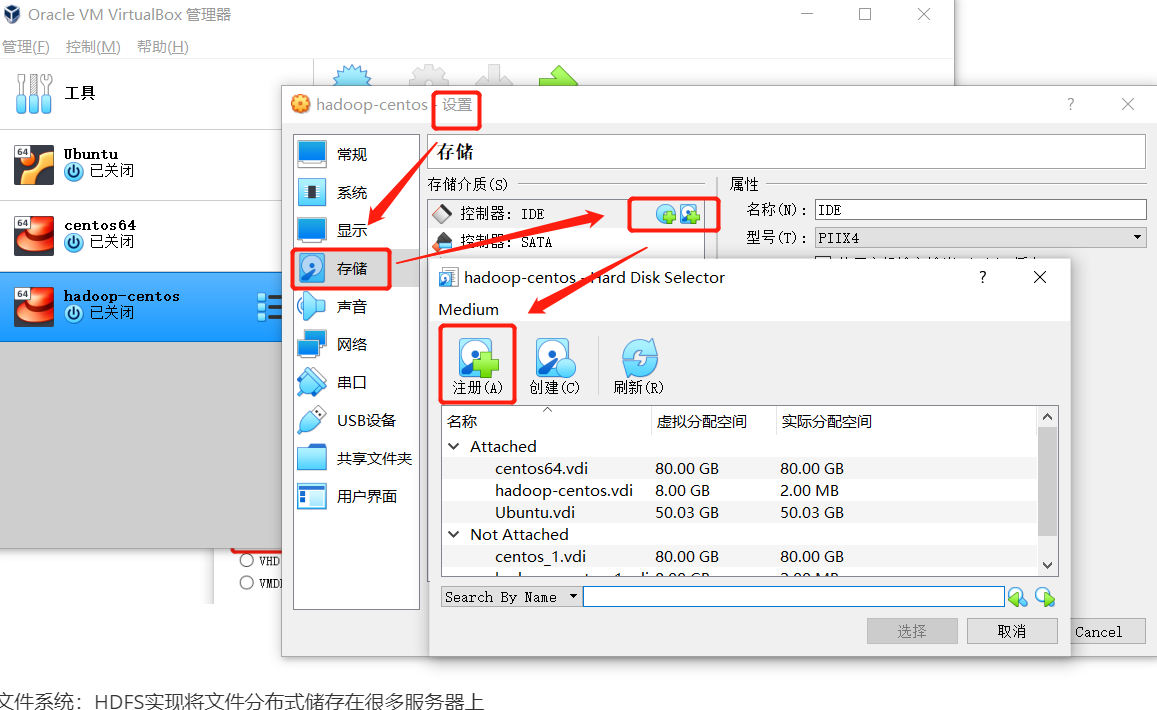 Oracle VM VirtualBox 管理器
管理(F) 控制(M) 帮助(H)
工具
64
Ubuntu
已关闭
64
centos64
已关闭
64
hadoop-centos
已关闭
hadoop-centos - 设置
?
常规
系统
显示
存储
声音
网络
串口
USB设备
共享文件夹
用户界面
存储
存储介质(S)
控制器: IDE
控制器: SATA
属性
名称(N): IDE
型号(T): PIIX4
hadoop-centos - Hard Disk Selector
?
Medium
注册(A) 创建(C) 刷新(R)
名称 虚拟分配空间 实际分配空间
Attached
centos64.vdi 80.00 GB 80.00 GB
hadoop-centos.vdi 8.00 GB 2.00 MB
Ubuntu.vdi 50.03 GB 50.03 GB
Not Attached
centos_1.vdi 80.00 GB 80.00 GB
Search By Name
选择 取消 Cancel
VHD
VMD
文件系统：HDFS实现将文件分布式储存在很多服务器上